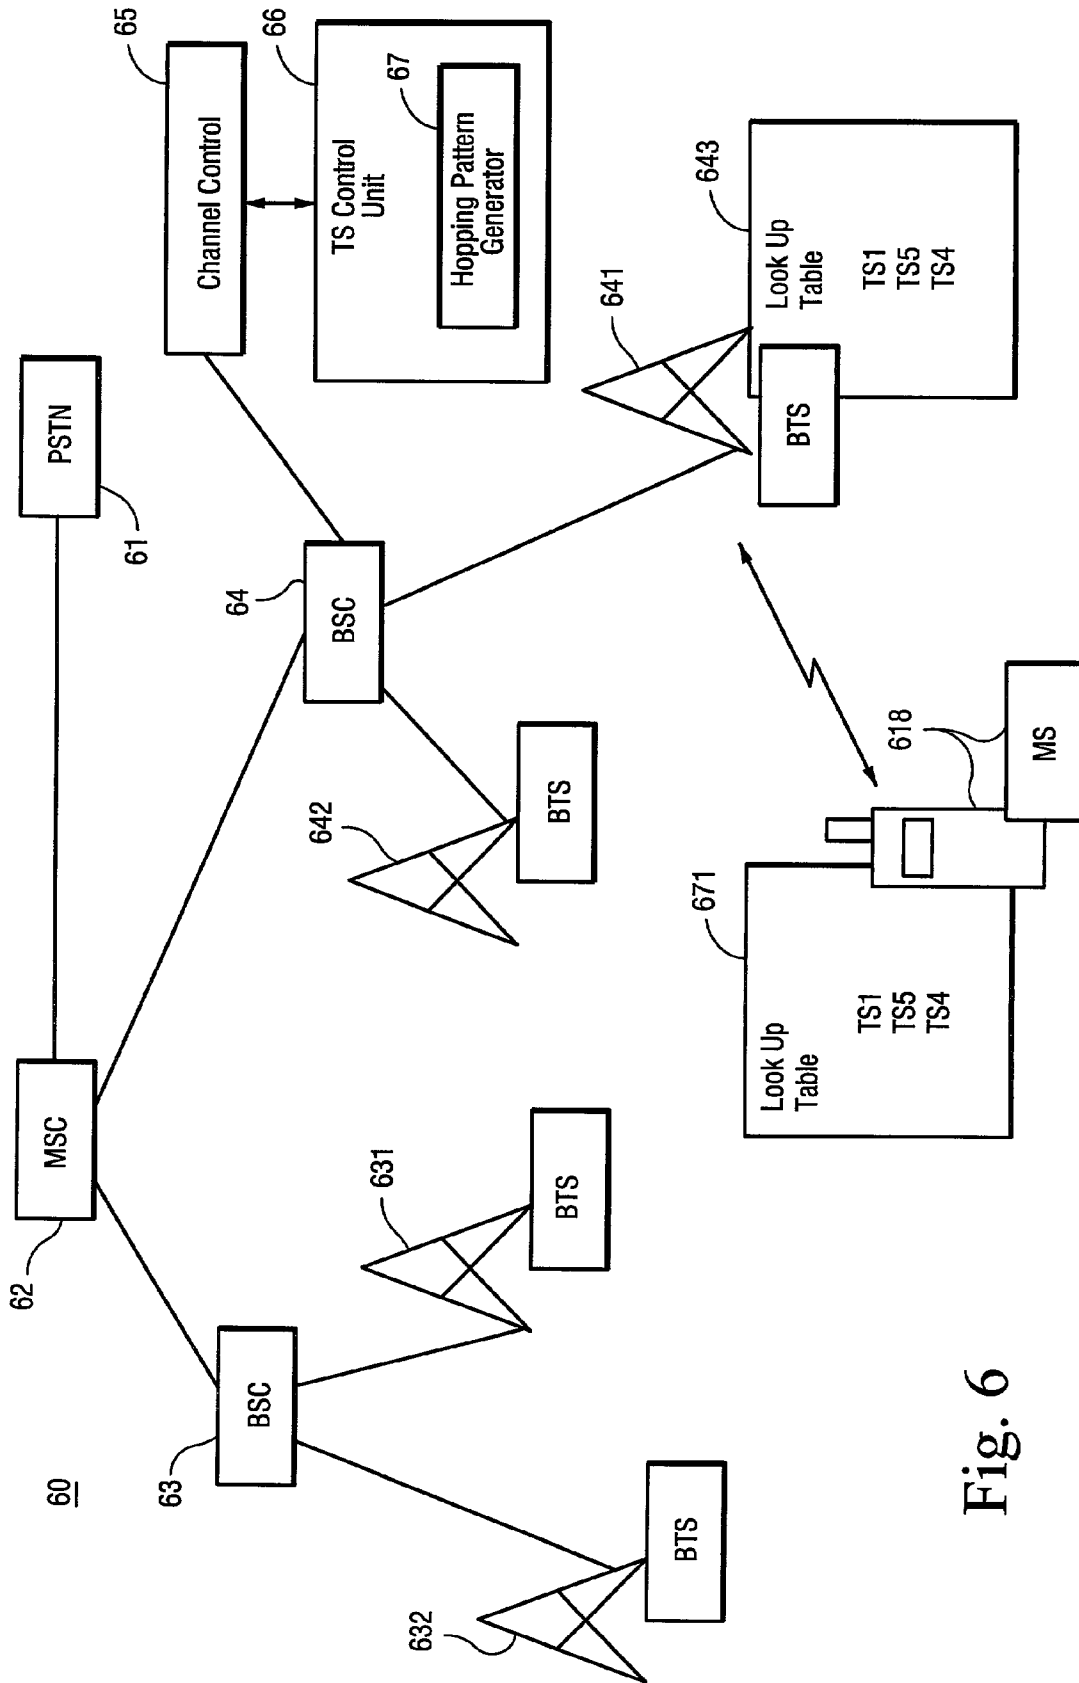 60
62
MSC
61
PSTN
65
Channel Control
66
TS Control
Unit
67
Hopping Pattern
Generator
63
BSC
64
BSC
632
BTS
631
BTS
642
BTS
641
BTS
643
Look Up
Table
TS1
TS5
TS4
671
Look Up
Table
TS1
TS5
TS4
618
MS
Fig. 6